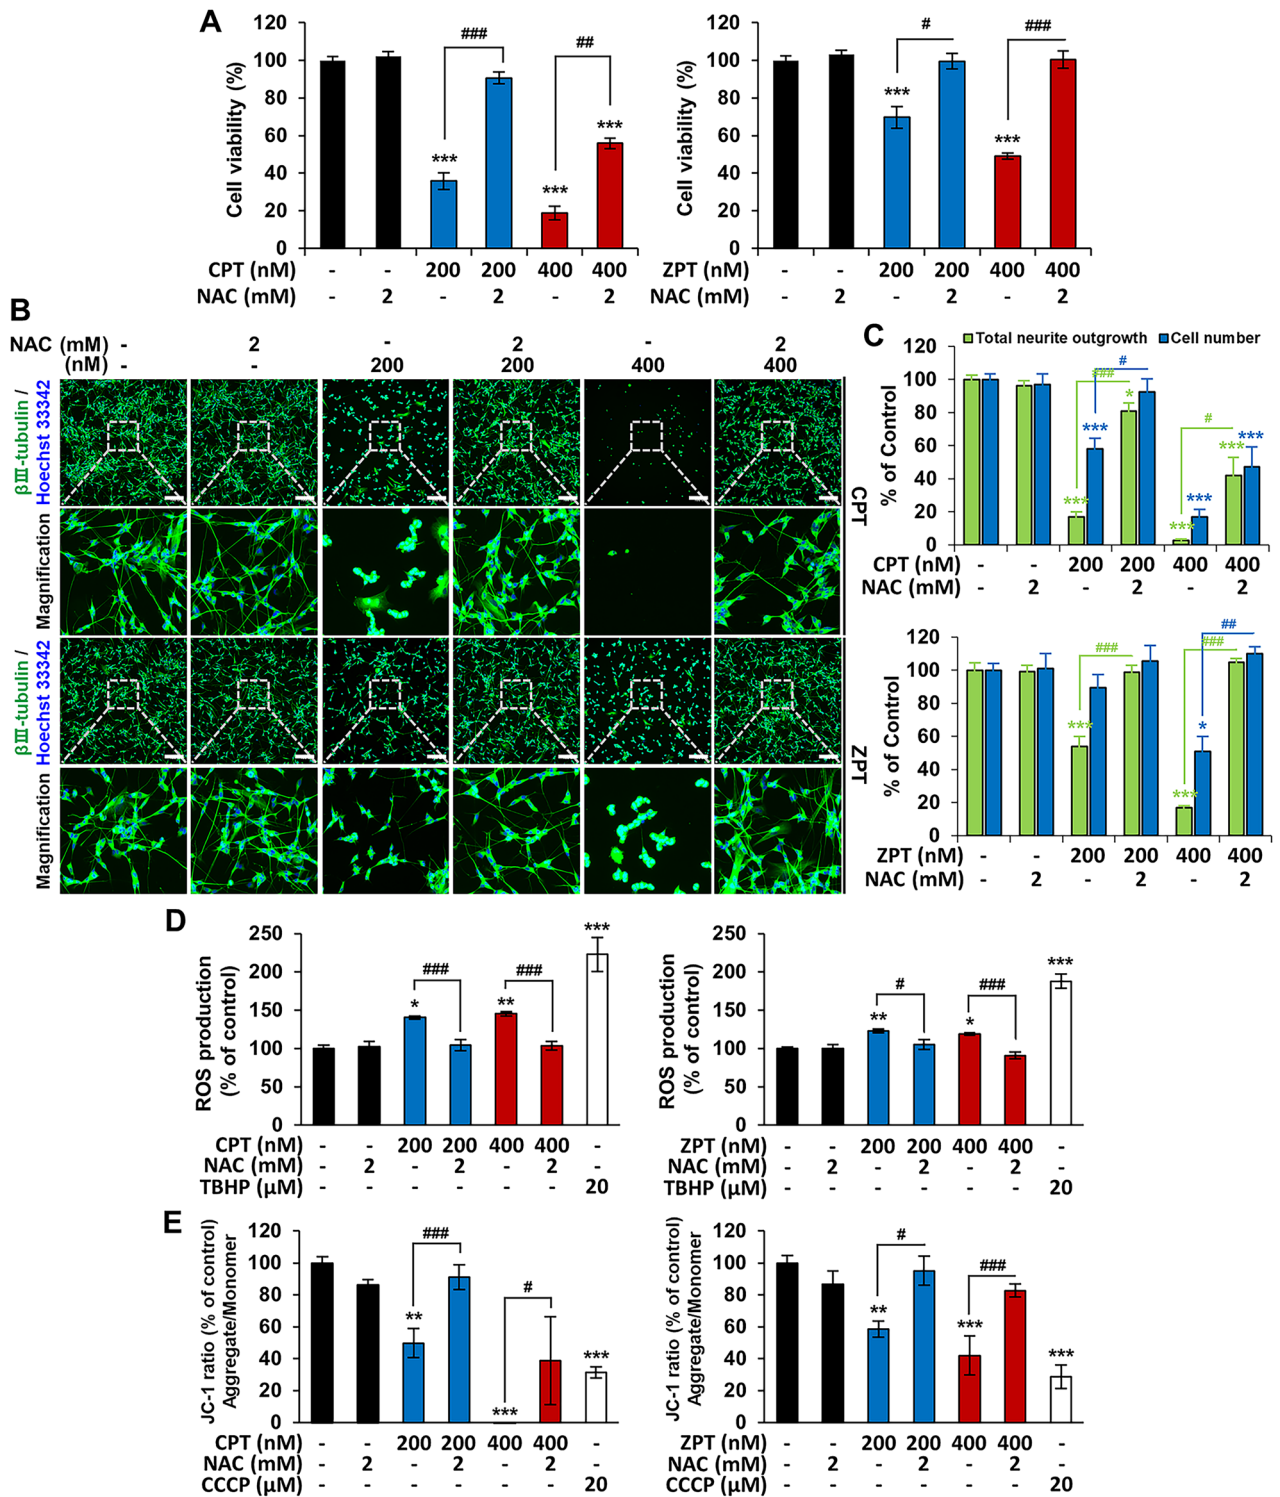 A
120
100
80
60
40
20
0
Cell viability (%)
***
###
***
##
***
CPT (nM) - - 200 200 400 400
NAC (mM) - 2 - 2 - 2
120
100
80
60
40
20
0
Cell viability (%)
***
#
***
###
ZPT (nM) - - 200 200 400 400
NAC (mM) - 2 - 2 - 2
B
NAC (mM) - 2 - 2 - 2
(nM) - - 200 200 400 400
βⅢ-tubulin /
Hoechst 33342
Magnification
CPT
βⅢ-tubulin /
Hoechst 33342
Magnification
ZPT
C
Total neurite outgrowth Cell number
120
100
80
60
40
20
0
% of Control
***
***
###
#
*
***
***
#
***
***
CPT (nM) - - 200 200 400 400
NAC (mM) - 2 - 2 - 2
120
100
80
60
40
20
0
% of Control
***
###
***
*
###
##
ZPT (nM) - - 200 200 400 400
NAC (mM) - 2 - 2 - 2
D
250
200
150
100
50
0
ROS production
(% of control)
*
###
**
###
***
CPT (nM) - - 200 200 400 400 -
NAC (mM) - 2 - 2 - 2 -
TBHP (μM) - - - - - - 20
250
200
150
100
50
0
ROS production
(% of control)
**
#
*
###
***
ZPT (nM) - - 200 200 400 400 -
NAC (mM) - 2 - 2 - 2 -
TBHP (μM) - - - - - - 20
E
120
100
80
60
40
20
0
JC-1 ratio (% of control)
Aggregate/Monomer
**
###
***
#
***
CPT (nM) - - 200 200 400 400 -
NAC (mM) - 2 - 2 - 2 -
CCCP (μM) - - - - - - 20
120
100
80
60
40
20
0
JC-1 ratio (% of control)
Aggregate/Monomer
**
#
***
###
***
ZPT (nM) - - 200 200 400 400 -
NAC (mM) - 2 - 2 - 2 -
CCCP (μM) - - - - - - 20